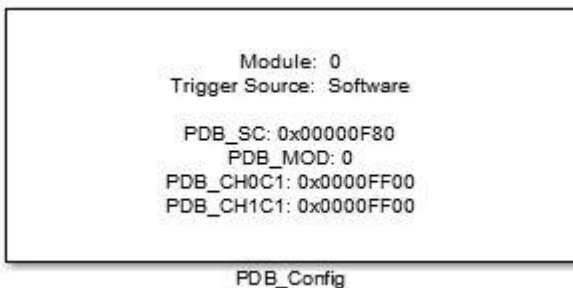 Module: 0
Trigger Source: Software
PDB_SC: 0x00000F80
PDB_MOD: 0
PDB_CH0C1: 0x0000FF00
PDB_CH1C1: 0x0000FF00
PDB_Config